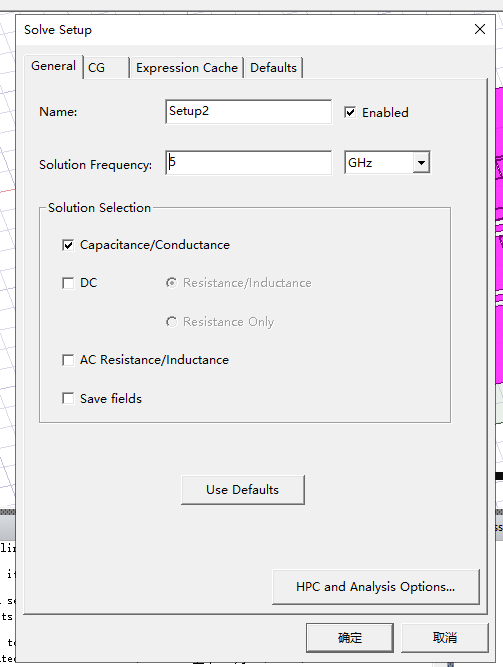 Solve Setup
General CG Expression Cache Defaults
Name: Setup2 Enabled
Solution Frequency: 5 GHz
Solution Selection
Capacitance/Conductance
DC Resistance/Inductance
Resistance Only
AC Resistance/Inductance
Save fields
Use Defaults
HPC and Analysis Options...
确定 取消